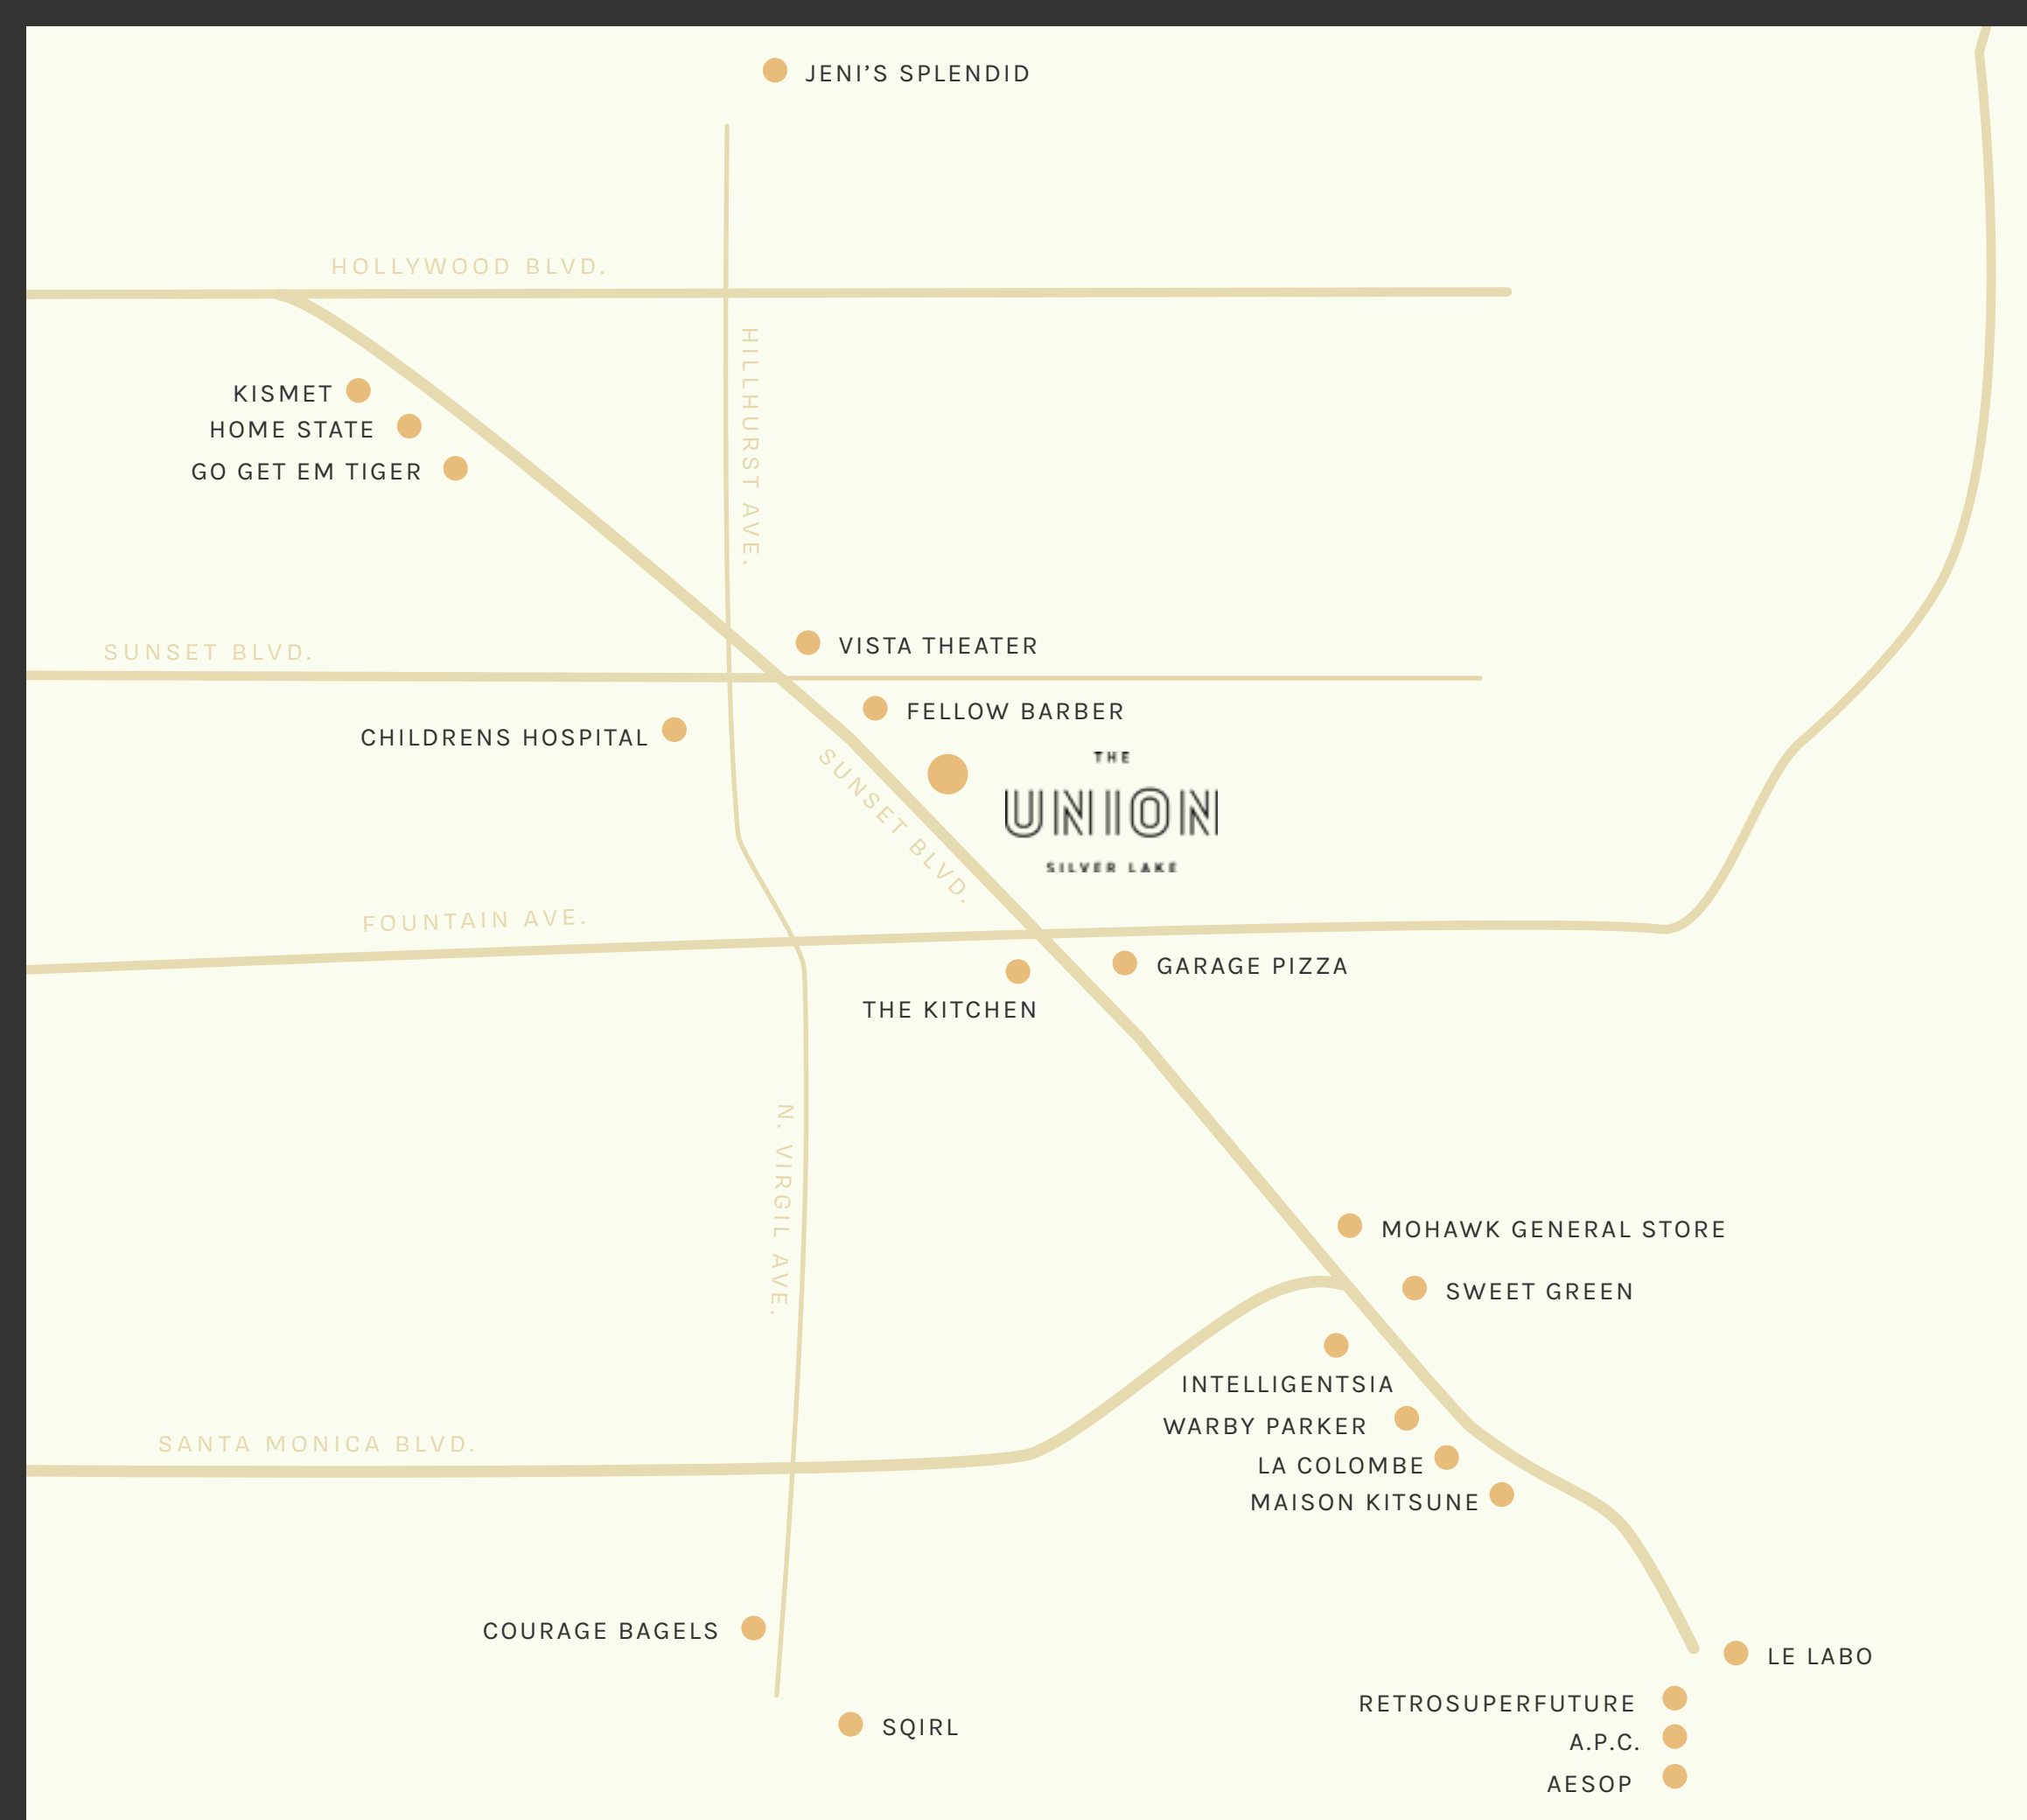 JENI’S SPLENDID
HOLLYWOOD BLVD.
HILLHURST AVE.
KISMET
HOME STATE
GO GET EM TIGER
VISTA THEATER
SUNSET BLVD.
FELLOW BARBER
CHILDRENS HOSPITAL
THE
UNION
SILVER LAKE
SUNSET BLVD.
FOUNTAIN AVE.
GARAGE PIZZA
THE KITCHEN
N. VIRGIL AVE.
MOHAWK GENERAL STORE
SWEET GREEN
INTELLIGENTSIA
WARBY PARKER
SANTA MONICA BLVD.
LA COLOMBE
MAISON KITSUNE
COURAGE BAGELS
LE LABO
RETROSUPERFUTURE
SQIRL
A.P.C.
AESOP